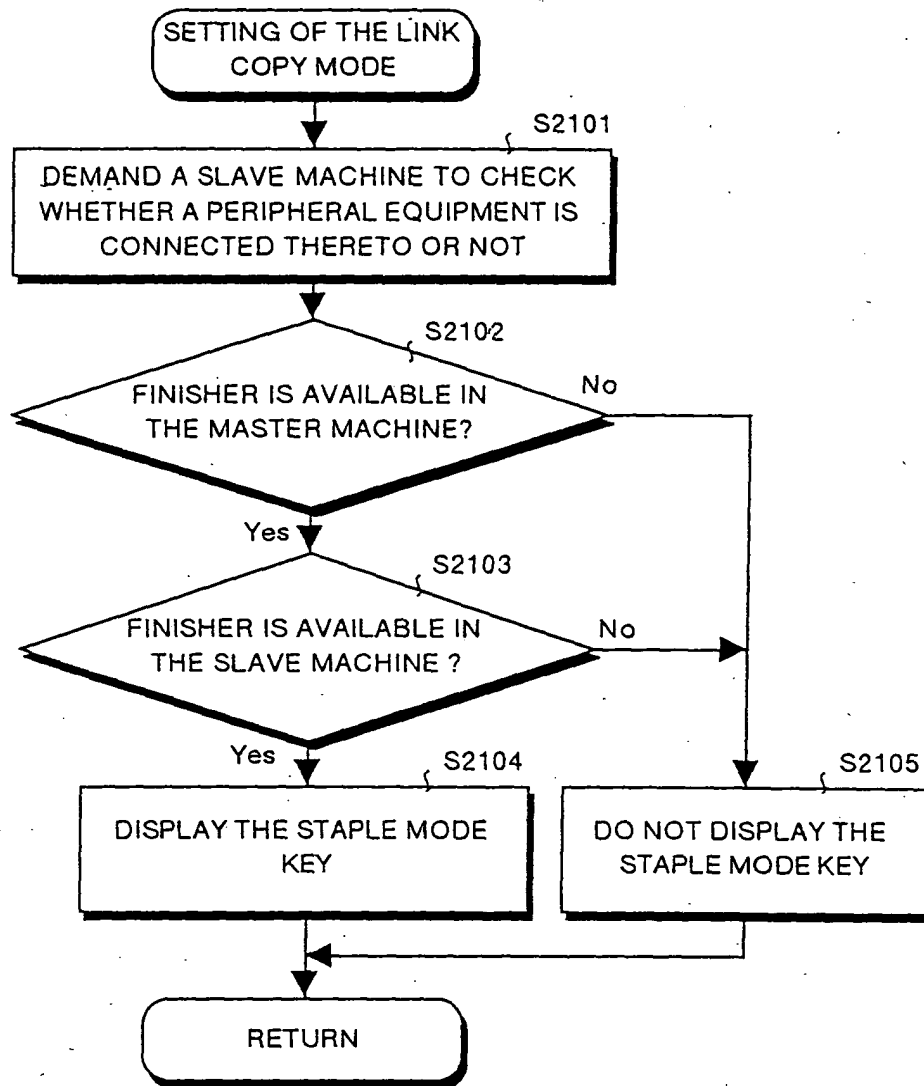 SETTING OF THE LINK
COPY MODE
S2101
DEMAND A SLAVE MACHINE TO CHECK
WHETHER A PERIPHERAL EQUIPMENT IS
CONNECTED THERETO OR NOT
S2102
FINISHER IS AVAILABLE IN
THE MASTER MACHINE?
No
Yes
S2103
FINISHER IS AVAILABLE IN
THE SLAVE MACHINE ?
No
Yes
S2104
DISPLAY THE STAPLE MODE
KEY
S2105
DO NOT DISPLAY THE
STAPLE MODE KEY
RETURN